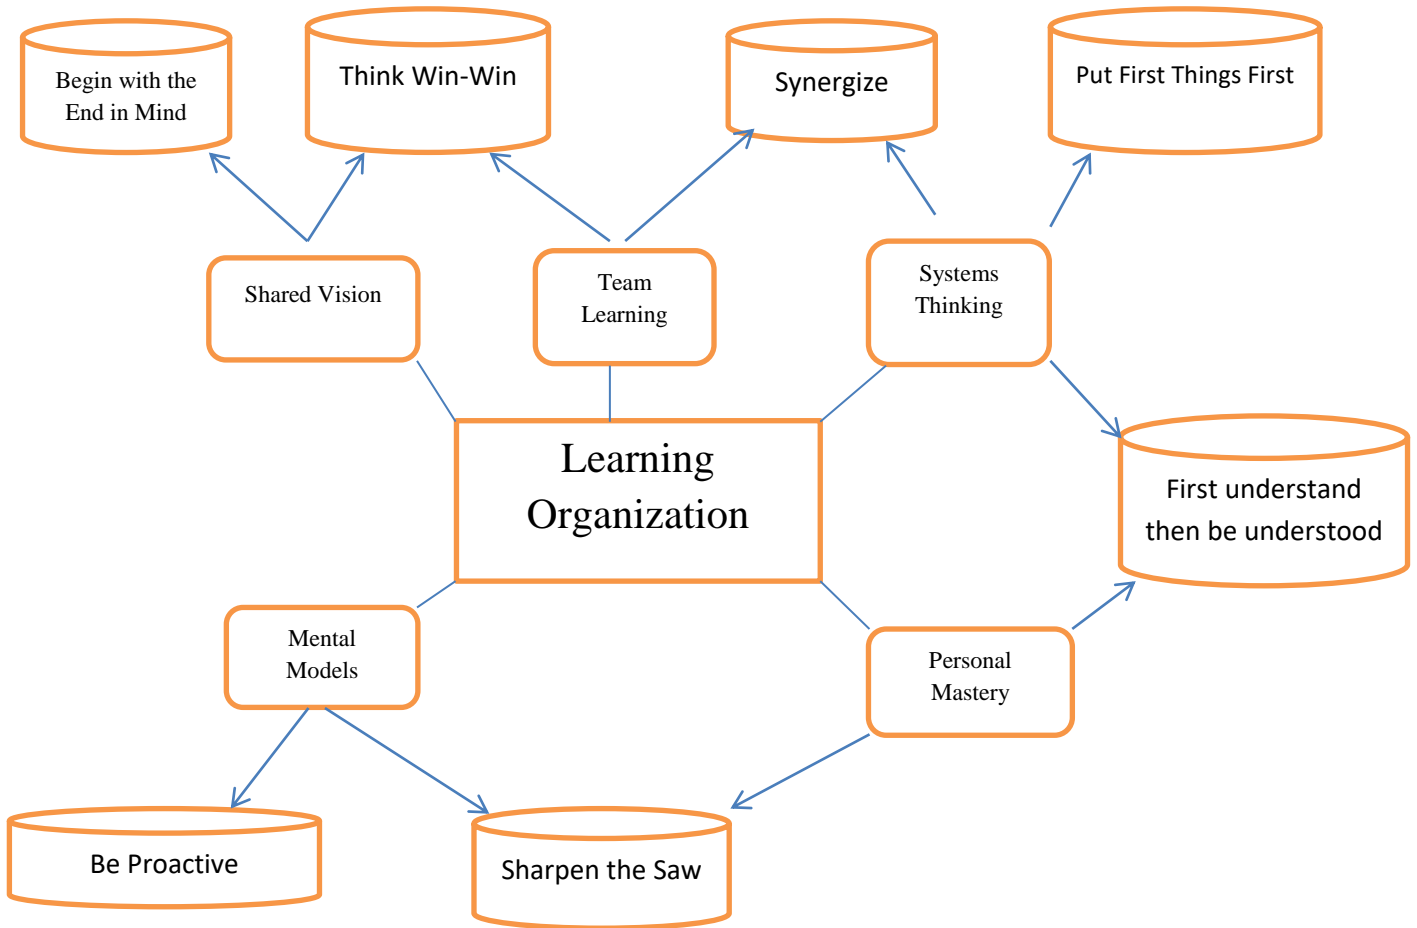 Begin with the
End in Mind
Think Win-Win
Synergize
Put First Things First
Shared Vision
Team
Learning
Systems
Thinking
Learning
Organization
First understand
then be understood
Mental
Models
Personal
Mastery
Be Proactive
Sharpen the Saw